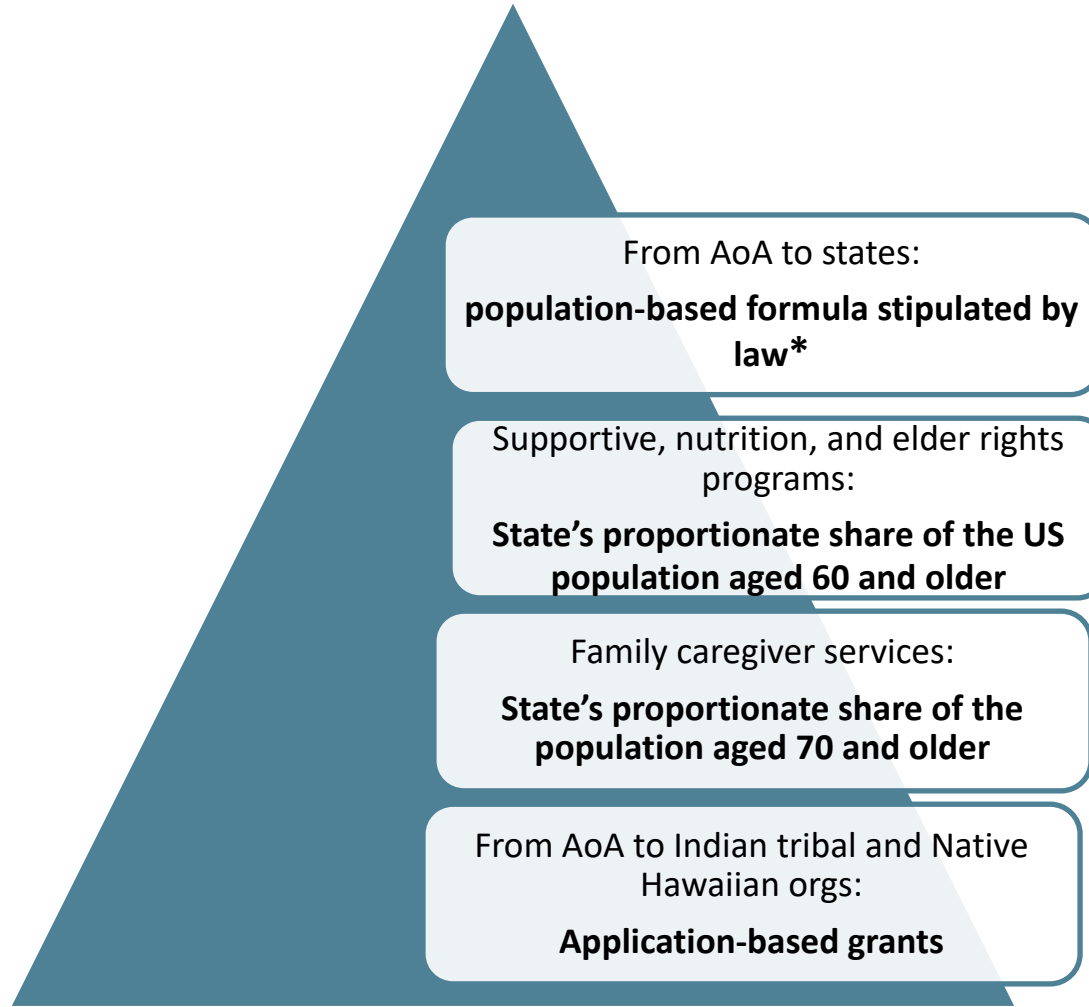 From AoA to states:
population-based formula stipulated by
law*
Supportive, nutrition, and elder rights
programs:
State’s proportionate share of the US
population aged 60 and older
Family caregiver services:
State’s proportionate share of the
population aged 70 and older
From AoA to Indian tribal and Native
Hawaiian orgs:
Application-based grants